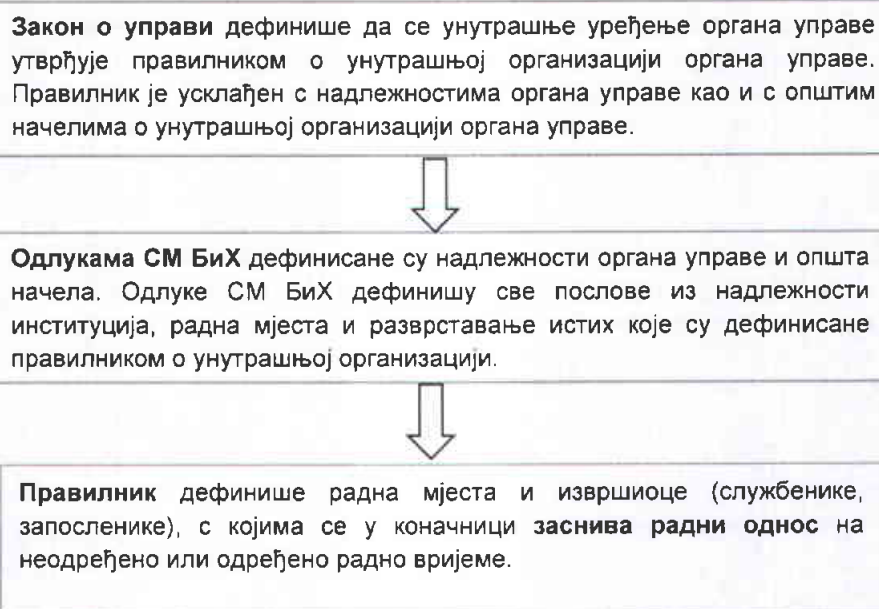 Закон о управи дефинише да се унутрашње уређење органа управе
утврђује правилником о унутрашњој организацији органа управе.
Правилник је усклађен с надлежностима органа управе као и с општим
начелима о унутрашњој организацији органа управе.
Одлукама СМ БиХ дефинисане су надлежности органа управе и општа
начела. Одлуке СМ БиХ дефинишу све послове из надлежности
институција, радна мјеста и разврставање истих које су дефинисане
правилником о унутрашњој организацији.
Правилник дефинише радна мјеста и извршиоце (службенике,
запосленике), с којима се у коначници заснива радни однос на
неодређено или одређено радно вријеме.